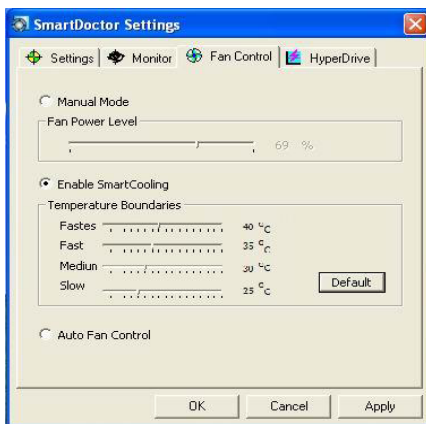 SmartDoctor Settings
Settings Monitor Fan Control HyperDrive
Manual Mode
Fan Power Level
69 %
Enable SmartCooling
Temperature Boundaries
Fastes 40 °C
Fast 35 °C
Mediun 30 °C
Slow 25 °C
Default
Auto Fan Control
OK Cancel Apply